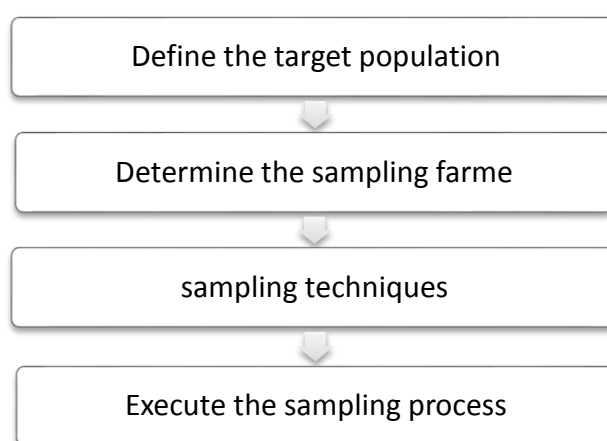 Define the target population
Determine the sampling farme
sampling techniques
Execute the sampling process